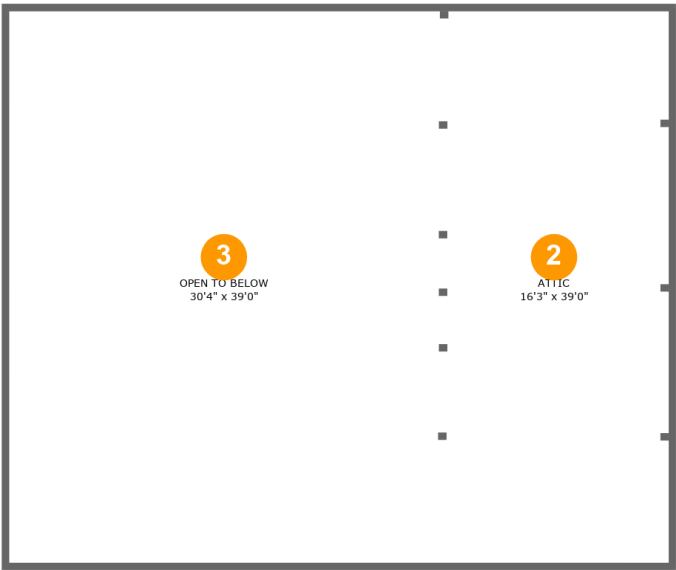 3
OPEN TO BELOW
30'4" x 39'0"
2
ATTIC
16'3" x 39'0"